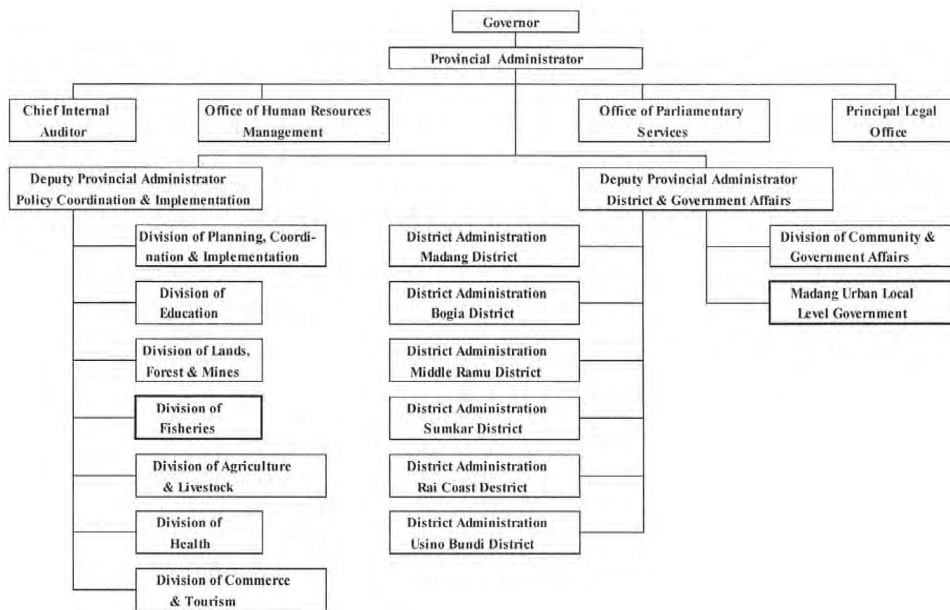 Governor
Provincial Administrator
Chief Internal
Auditor
Office of Human Resources
Management
Office of Parliamentary
Services
Principal Legal
Office
Deputy Provincial Administrator
Policy Coordination & Implementation
Deputy Provincial Administrator
District & Government Affairs
Division of Planning, Coordi-
nation & Implementation
Division of
Education
Division of Lands,
Forest & Mines
Division of
Fisheries
Division of Agriculture
& Livestock
Division of
Health
Division of Commerce
& Tourism
District Administration
Madang District
District Administration
Bogia District
District Administration
Middle Ramu District
District Administration
Sumkar District
District Administration
Rai Coast Destrict
District Administration
Usino Bundi District
Division of Community &
Government Affairs
Madang Urban Local
Level Government